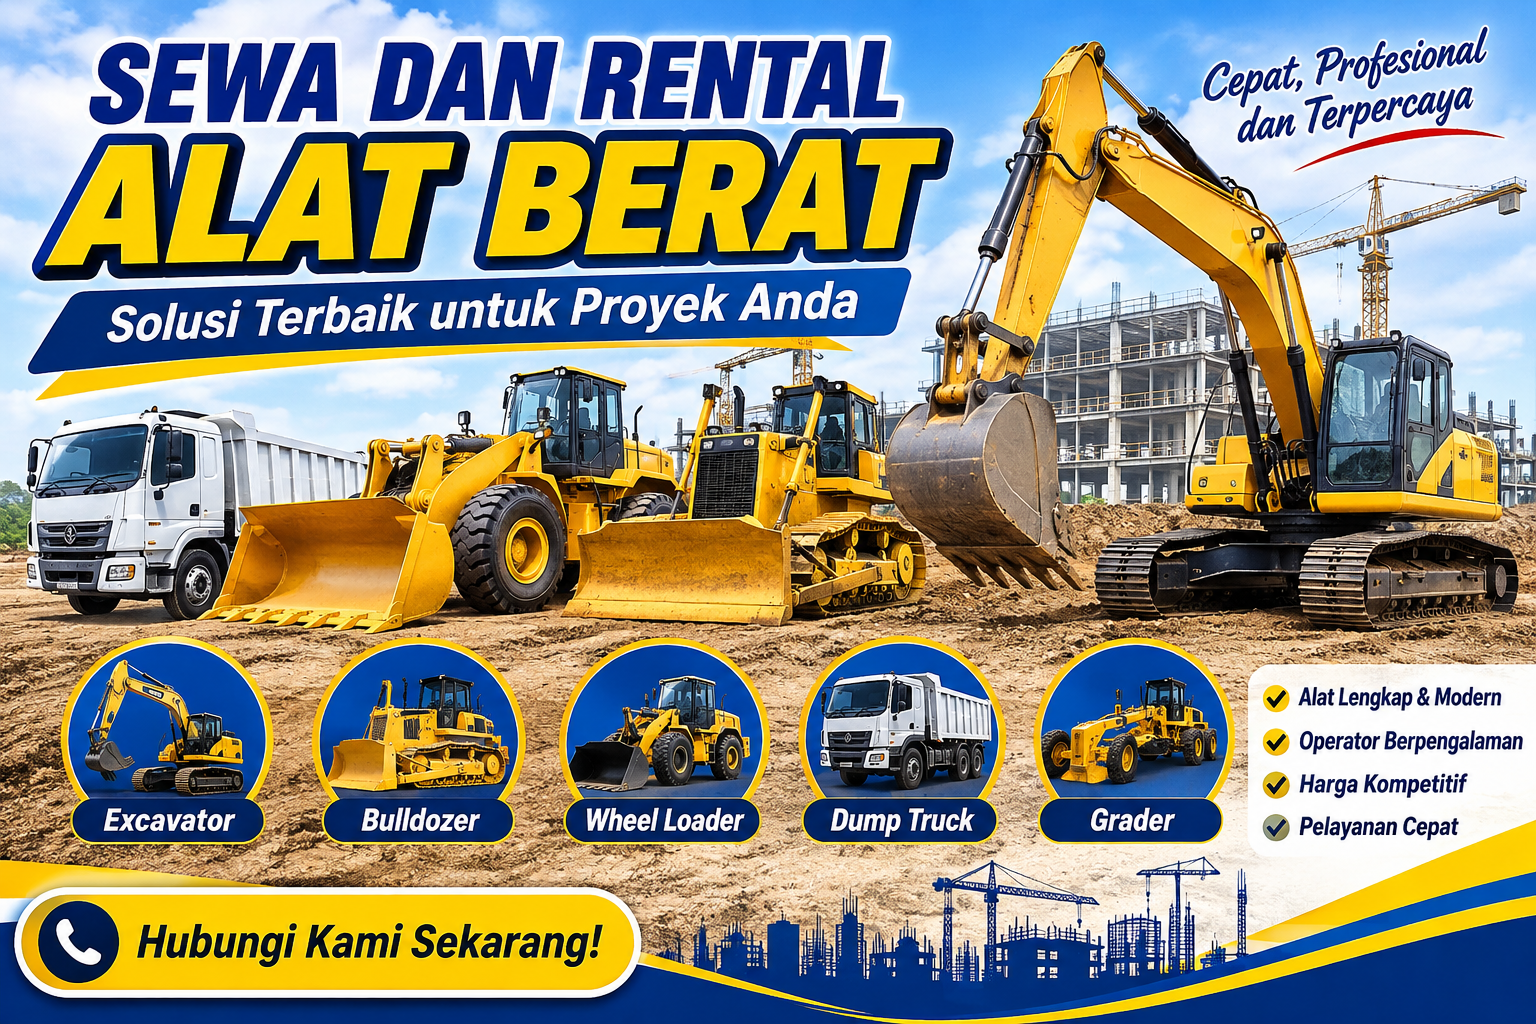 SEWA DAN RENTAL
ALAT BERAT
Solusi Terbaik untuk Proyek Anda
Cepat, Profesional
dan Terpercaya
Excavator
Bulldozer
Wheel Loader
Dump Truck
Grader
Alat Lengkap & Modern
Operator Berpengalaman
Harga Kompetitif
Pelayanan Cepat
Hubungi Kami Sekarang!